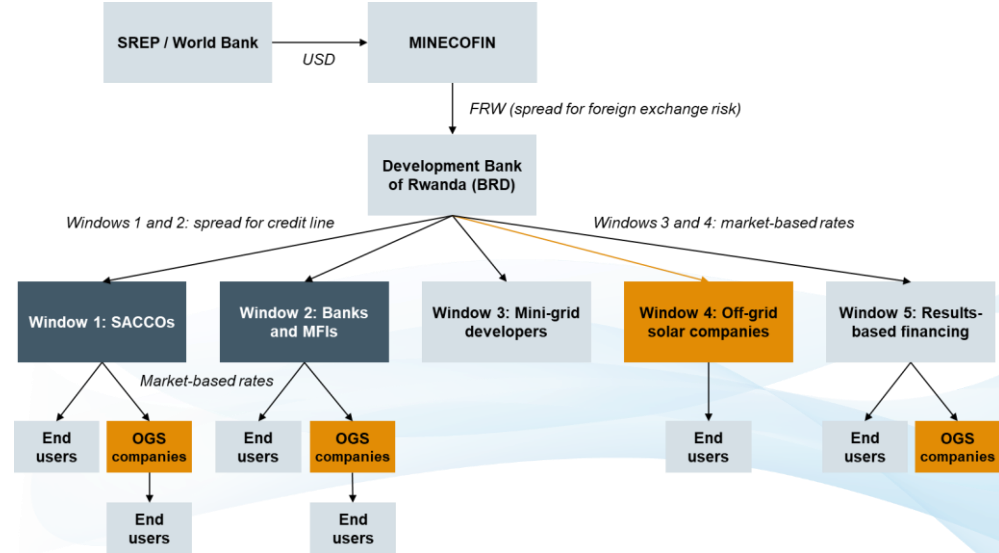 SREP / World Bank
USD
MINECOFIN
FRW (spread for foreign exchange risk)
Development Bank
of Rwanda (BRD)
Windows 1 and 2: spread for credit line
Windows 3 and 4: market-based rates
Window 1: SACCOs
Window 2: Banks
and MFIs
Window 3: Mini-grid
developers
Window 4: Off-grid
solar companies
Window 5: Results-
based financing
Market-based rates
End
users
OGS
companies
End
users
OGS
companies
End
users
End
users
OGS
companies
End
users
End
users